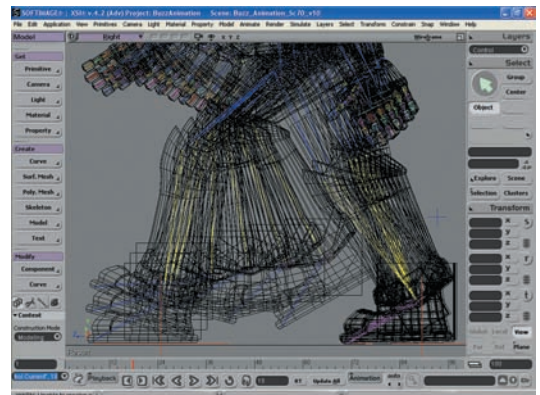 SOFTIMAGE® | XSI® v.4.2 (Adv) Project: BuzzAnimation Scene: Buzz_Animation_Sc70_v10
File Edit Application View Primitives Camera Light Material Property Model Animate Render Simulate Layers Select Transform Constrain Snap Window Help
Model
Right
X Y Z
Layers
Control
Get
Primitive
Camera
Light
Material
Property
Create
Curve
Surf. Mesh
Poly. Mesh
Skeleton
Model
Text
Modify
Component
Curve
Context
Construction Mode
Modeling
Select
Group
Center
Object
Explore Scene
Selection Clusters
Transform
x s
y
z
x r
y
z
x t
y
z
Global Local View
Par Ref Plane
Playback
Update All
Animation
auto